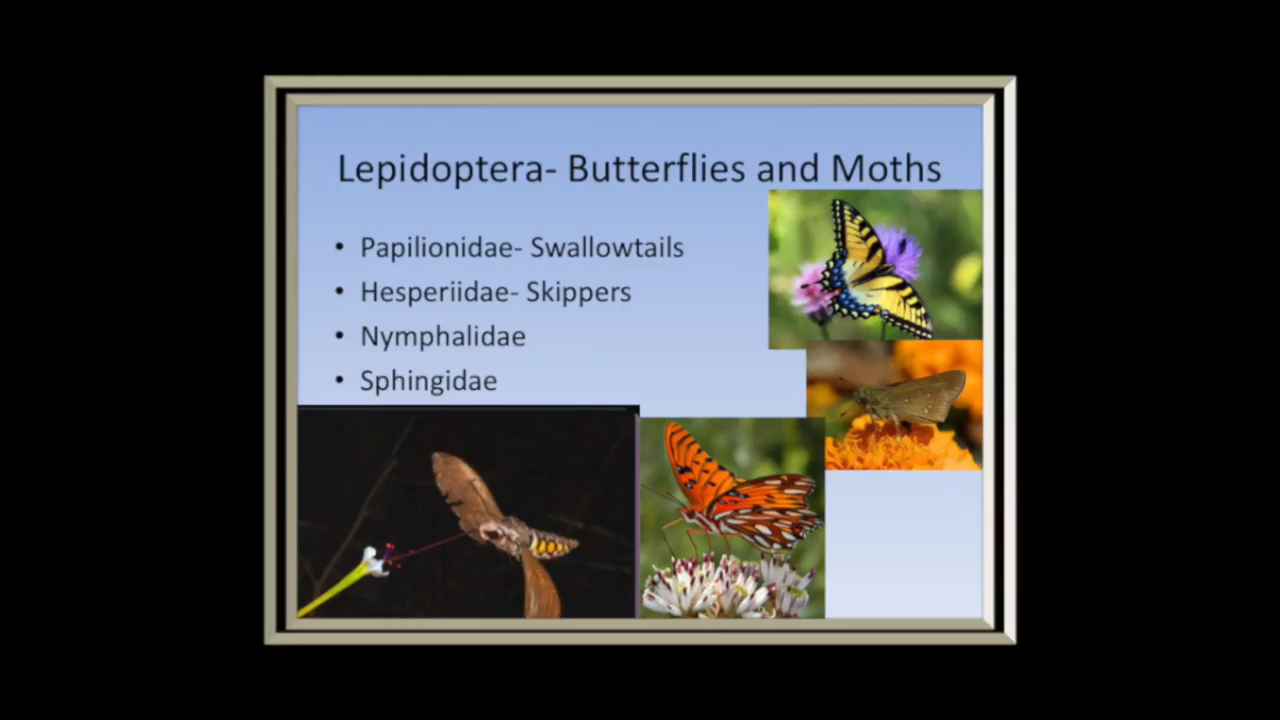 Lepidoptera- Butterflies and Moths
• Papilionidae- Swallowtails
• Hesperiidae- Skippers
• Nymphalidae
• Sphingidae